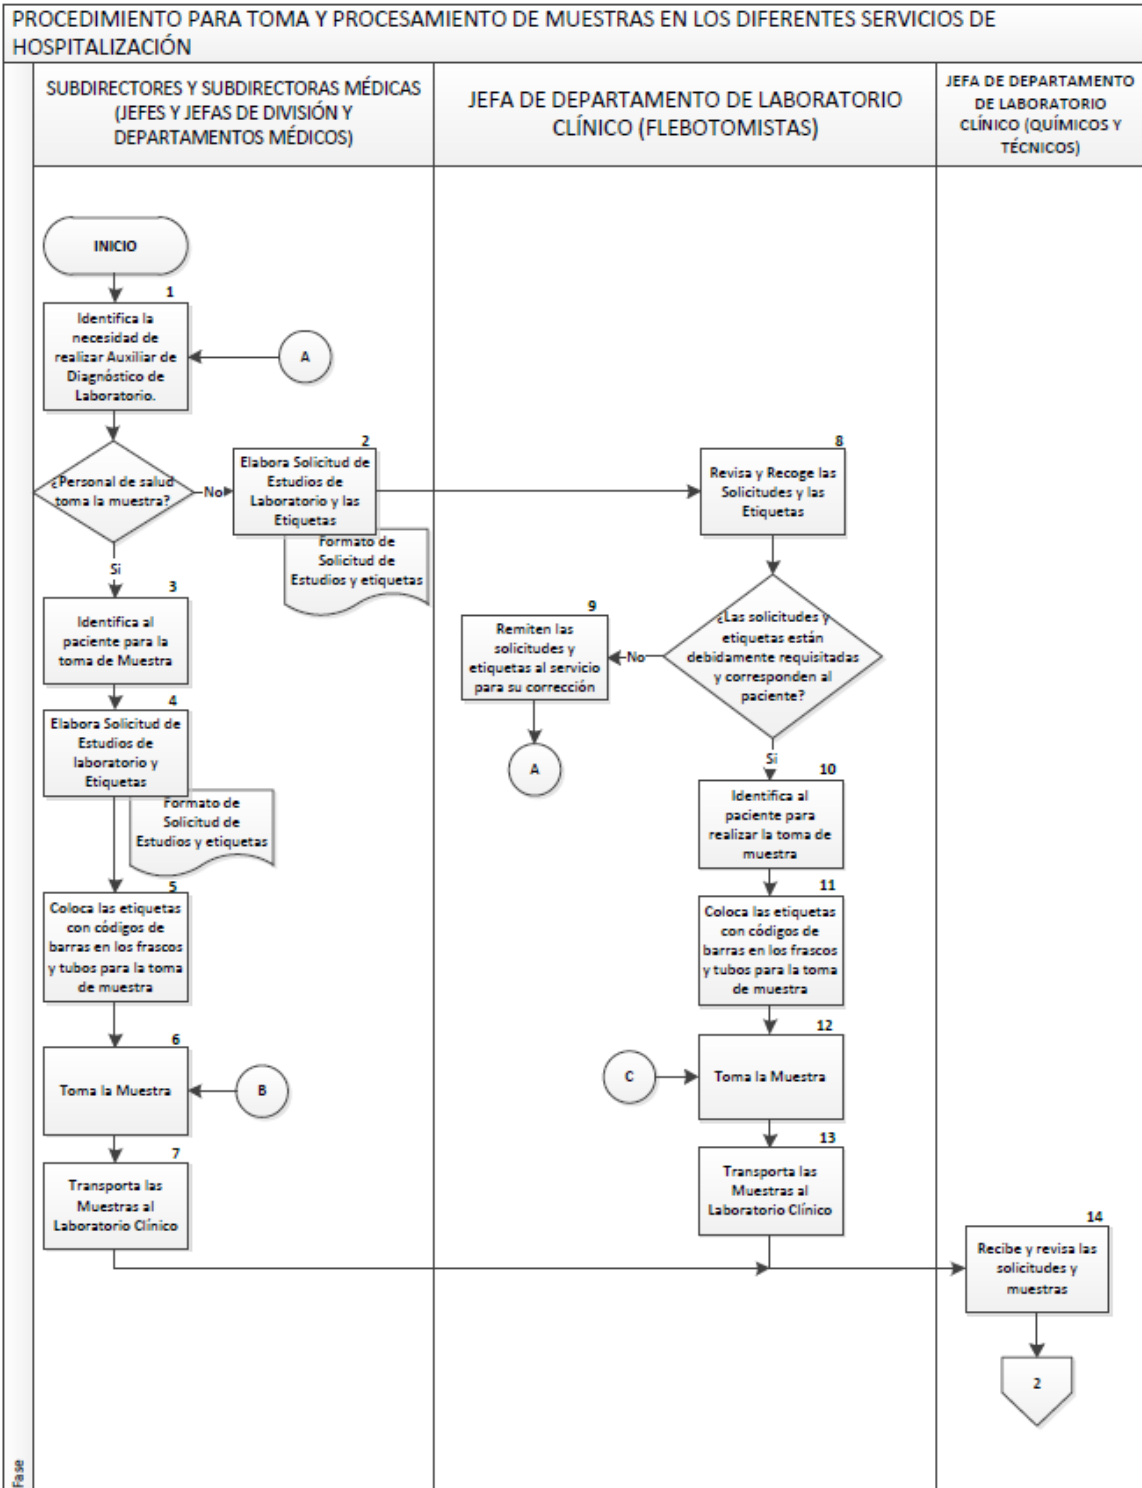 PROCEDIMIENTO PARA TOMA Y PROCESAMIENTO DE MUESTRAS EN LOS DIFERENTES SERVICIOS DE
HOSPITALIZACIÓN
SUBDIRECTORES Y SUBDIRECTORAS MÉDICAS
(JEFES Y JEFAS DE DIVISIÓN Y
DEPARTAMENTOS MÉDICOS)
JEFA DE DEPARTAMENTO DE LABORATORIO
CLÍNICO (FLEBOTOMISTAS)
JEFA DE DEPARTAMENTO
DE LABORATORIO
CLÍNICO (QUÍMICOS Y
TÉCNICOS)
INICIO
1
Identifica la
necesidad de
realizar Auxiliar de
Diagnóstico de
Laboratorio.
A
¿Personal de salud
toma la muestra?
No
2
Elabora Solicitud de
Estudios de
Laboratorio y las
Etiquetas
Formato de
Solicitud de
Estudios y etiquetas
Si
3
Identifica al
paciente para la
toma de Muestra
4
Elabora Solicitud de
Estudios de
laboratorio y
Etiquetas
Formato de
Solicitud de
Estudios y etiquetas
5
Coloca las etiquetas
con códigos de
barras en los frascos
y tubos para la toma
de muestra
6
Toma la Muestra
B
7
Transporta las
Muestras al
Laboratorio Clínico
8
Revisa y Recoge las
Solicitudes y las
Etiquetas
¿Las solicitudes y
etiquetas están
debidamente requisitadas
y corresponden al
paciente?
No
9
Remiten las
solicitudes y
etiquetas al servicio
para su corrección
A
Si
10
Identifica al
paciente para
realizar la toma de
muestra
11
Coloca las etiquetas
con códigos de
barras en los frascos
y tubos para la toma
de muestra
12
C
Toma la Muestra
13
Transporta las
Muestras al
Laboratorio Clínico
14
Recibe y revisa las
solicitudes y
muestras
2
Fase